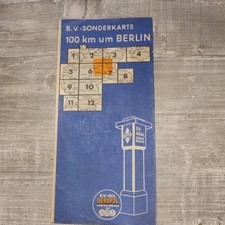 B.V.-SONDERKARTE
100 km um BERLIN
1 2 3 4
5 6 7 8
9 10
11 12
BV
ARAL
DEROPOL